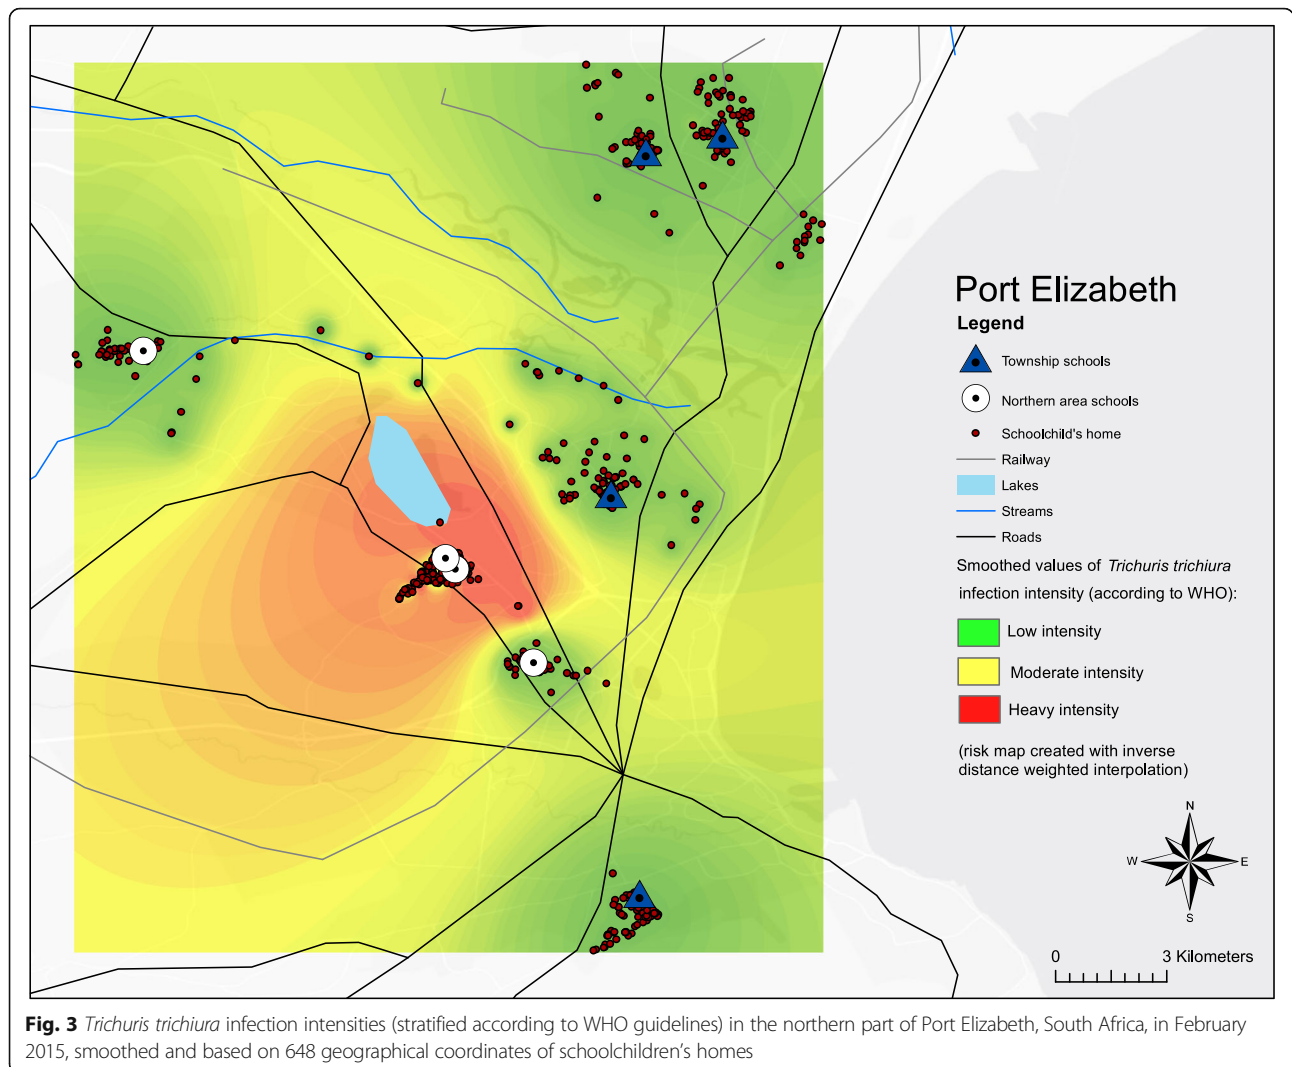 Port Elizabeth
Legend
Township schools
Northern area schools
Schoolchild's home
Railway
Lakes
Streams
Roads
Smoothed values of Trichuris trichiura
infection intensity (according to WHO):
Low intensity
Moderate intensity
Heavy intensity
(risk map created with inverse
distance weighted interpolation)
N
W E
S
0 3 Kilometers
Fig. 3 Trichuris trichiura infection intensities (stratified according to WHO guidelines) in the northern part of Port Elizabeth, South Africa, in February
2015, smoothed and based on 648 geographical coordinates of schoolchildren's homes